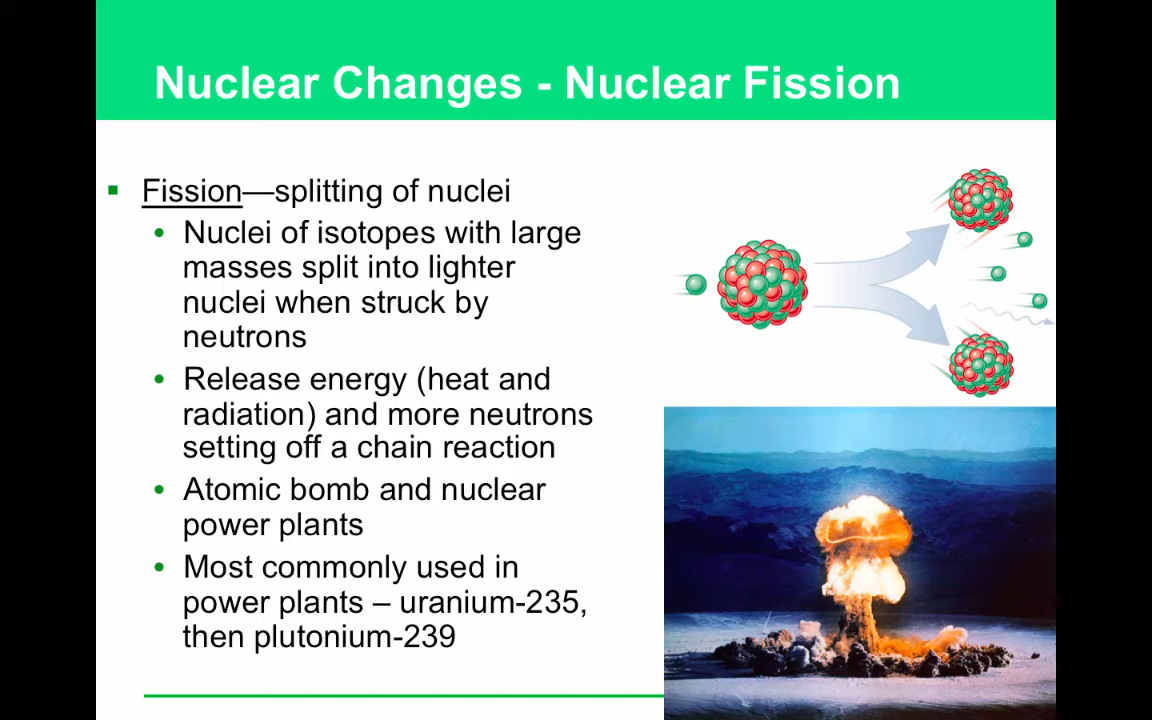 Nuclear Changes - Nuclear Fission
▪ Fission—splitting of nuclei
• Nuclei of isotopes with large
masses split into lighter
nuclei when struck by
neutrons
• Release energy (heat and
radiation) and more neutrons
setting off a chain reaction
• Atomic bomb and nuclear
power plants
• Most commonly used in
power plants – uranium-235,
then plutonium-239